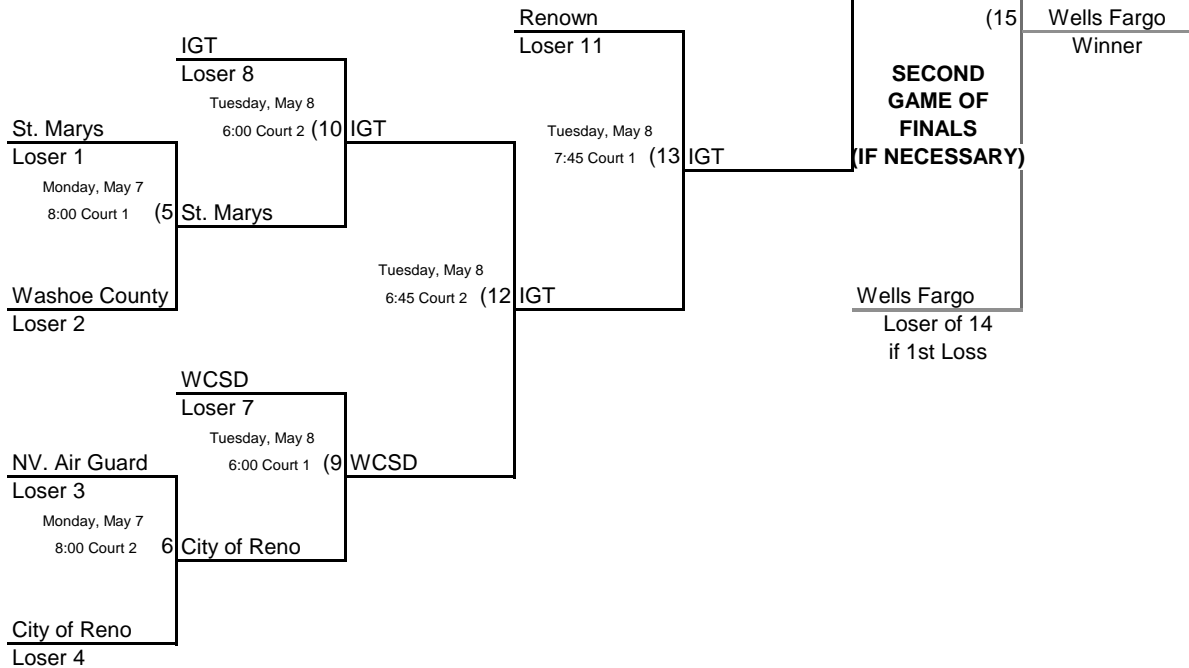 Renown
Loser 11
(15 Wells Fargo
Winner
IGT
Loser 8
SECOND
GAME OF
FINALS
(IF NECESSARY)
Tuesday, May 8
6:00 Court 2 (10 IGT
St. Marys
Loser 1
Tuesday, May 8
7:45 Court 1 (13 IGT
Monday, May 7
8:00 Court 1 (5 St. Marys
Tuesday, May 8
6:45 Court 2 (12 IGT
Washoe County
Loser 2
Wells Fargo
Loser of 14
if 1st Loss
WCSD
Loser 7
Tuesday, May 8
6:00 Court 1 (9 WCSD
NV. Air Guard
Loser 3
Monday, May 7
8:00 Court 2 6 City of Reno
City of Reno
Loser 4